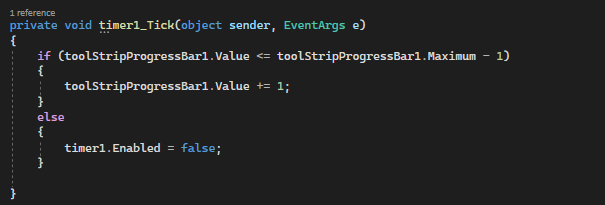 1 reference
private void timer1_Tick(object sender, EventArgs e)
{
    if (toolStripProgressBar1.Value <= toolStripProgressBar1.Maximum - 1)
    {
        toolStripProgressBar1.Value += 1;
    }
    else
    {
        timer1.Enabled = false;
    }
}